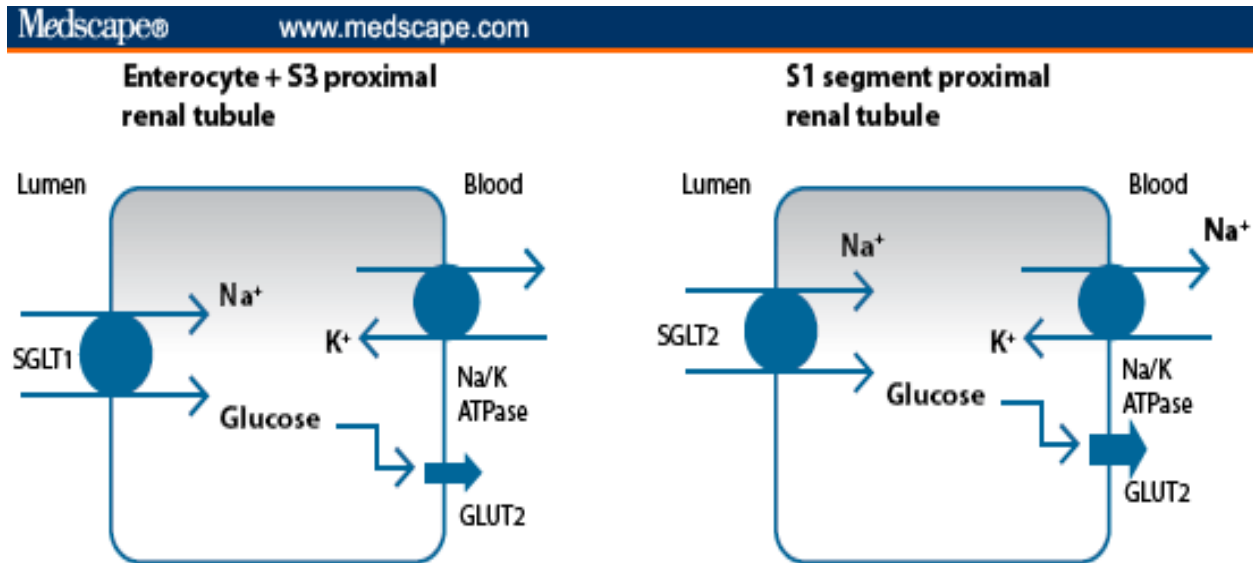 Medscape® www.medscape.com
Enterocyte + S3 proximal
renal tubule
Lumen
Blood
Na⁺
K⁺
SGLT1
Na/K
ATPase
Glucose
GLUT2
S1 segment proximal
renal tubule
Lumen
Blood
Na⁺
Na⁺
SGLT2
K⁺
Na/K
ATPase
Glucose
GLUT2